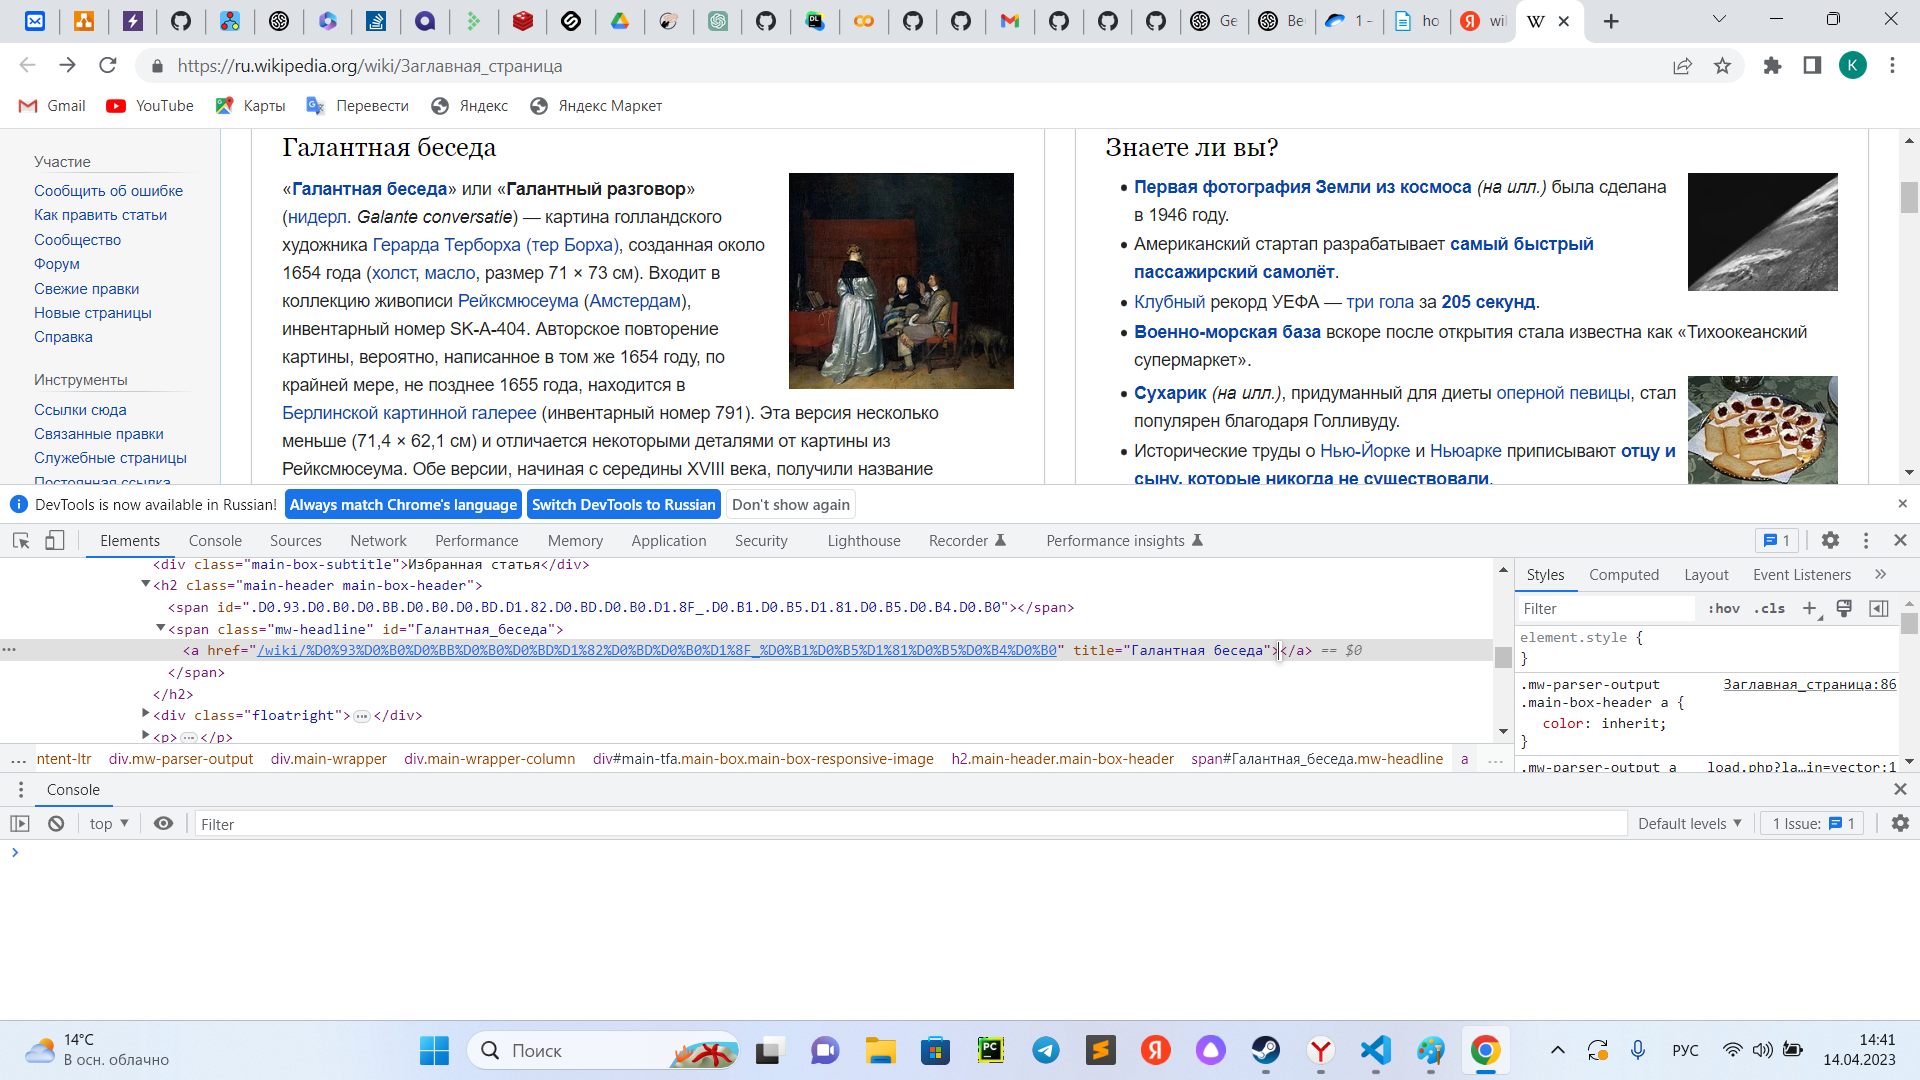 Ge
Be
1 -
ho
wil
W
https://ru.wikipedia.org/wiki/Заглавная_страница
K
Gmail
YouTube
Карты
Перевести
Яндекс
Яндекс Маркет
Участие
Сообщить об ошибке
Как править статьи
Сообщество
Форум
Свежие правки
Новые страницы
Справка
Инструменты
Ссылки сюда
Связанные правки
Служебные страницы
Постоянная ссылка
Галантная беседа
«Галантная беседа» или «Галантный разговор»
(нидерл. Galante conversatie) — картина голландского
художника Герарда Терборха (тер Борха), созданная около
1654 года (холст, масло, размер 71 × 73 см). Входит в
коллекцию живописи Рейксмюсеума (Амстердам),
инвентарный номер SK-A-404. Авторское повторение
картины, вероятно, написанное в том же 1654 году, по
крайней мере, не позднее 1655 года, находится в
Берлинской картинной галерее (инвентарный номер 791). Эта версия несколько
меньше (71,4 × 62,1 см) и отличается некоторыми деталями от картины из
Рейксмюсеума. Обе версии, начиная с середины XVIII века, получили название
Знаете ли вы?
• Первая фотография Земли из космоса (на илл.) была сделана
в 1946 году.
• Американский стартап разрабатывает самый быстрый
пассажирский самолёт.
• Клубный рекорд УЕФА — три гола за 205 секунд.
• Военно-морская база вскоре после открытия стала известна как «Тихоокеанский
супермаркет».
• Сухарик (на илл.), придуманный для диеты оперной певицы, стал
популярен благодаря Голливуду.
• Исторические труды о Нью-Йорке и Ньюарке приписывают отцу и
сыну, которые никогда не существовали.
DevTools is now available in Russian!
Always match Chrome's language
Switch DevTools to Russian
Don't show again
Elements
Console
Sources
Network
Performance
Memory
Application
Security
Lighthouse
Recorder
Performance insights
1
<div class="main-box-subtitle">Избранная статья</div>
<h2 class="main-header main-box-header">
<span id=".D0.93.D0.B0.D0.BB.D0.B0.D0.BD.D1.82.D0.BD.D0.B0.D1.8F_.D0.B1.D0.B5.D1.81.D0.B5.D0.B4.D0.B0"></span>
<span class="mw-headline" id="Галантная_беседа">
<a href="/wiki/%D0%93%D0%B0%D0%BB%D0%B0%D0%BD%D1%82%D0%BD%D0%B0%D1%8F_%D0%B1%D0%B5%D1%81%D0%B5%D0%B4%D0%B0" title="Галантная беседа"></a> == $0
</span>
</h2>
<div class="floatright">…</div>
<p>…</p>
... ntent-ltr div.mw-parser-output div.main-wrapper div.main-wrapper-column div#main-tfa.main-box.main-box-responsive-image h2.main-header.main-box-header span#Галантная_беседа.mw-headline a ...
Styles
Computed
Layout
Event Listeners
Filter
:hov .cls
element.style {
}
.mw-parser-output Заглавная_страница:86
.main-box-header a {
color: inherit;
}
.mw-parser-output a load.php?la…in=vector:1
Console
top
Filter
Default levels
1 Issue: 1
14°C
В осн. облачно
Поиск
PC
РУС
14:41
14.04.2023